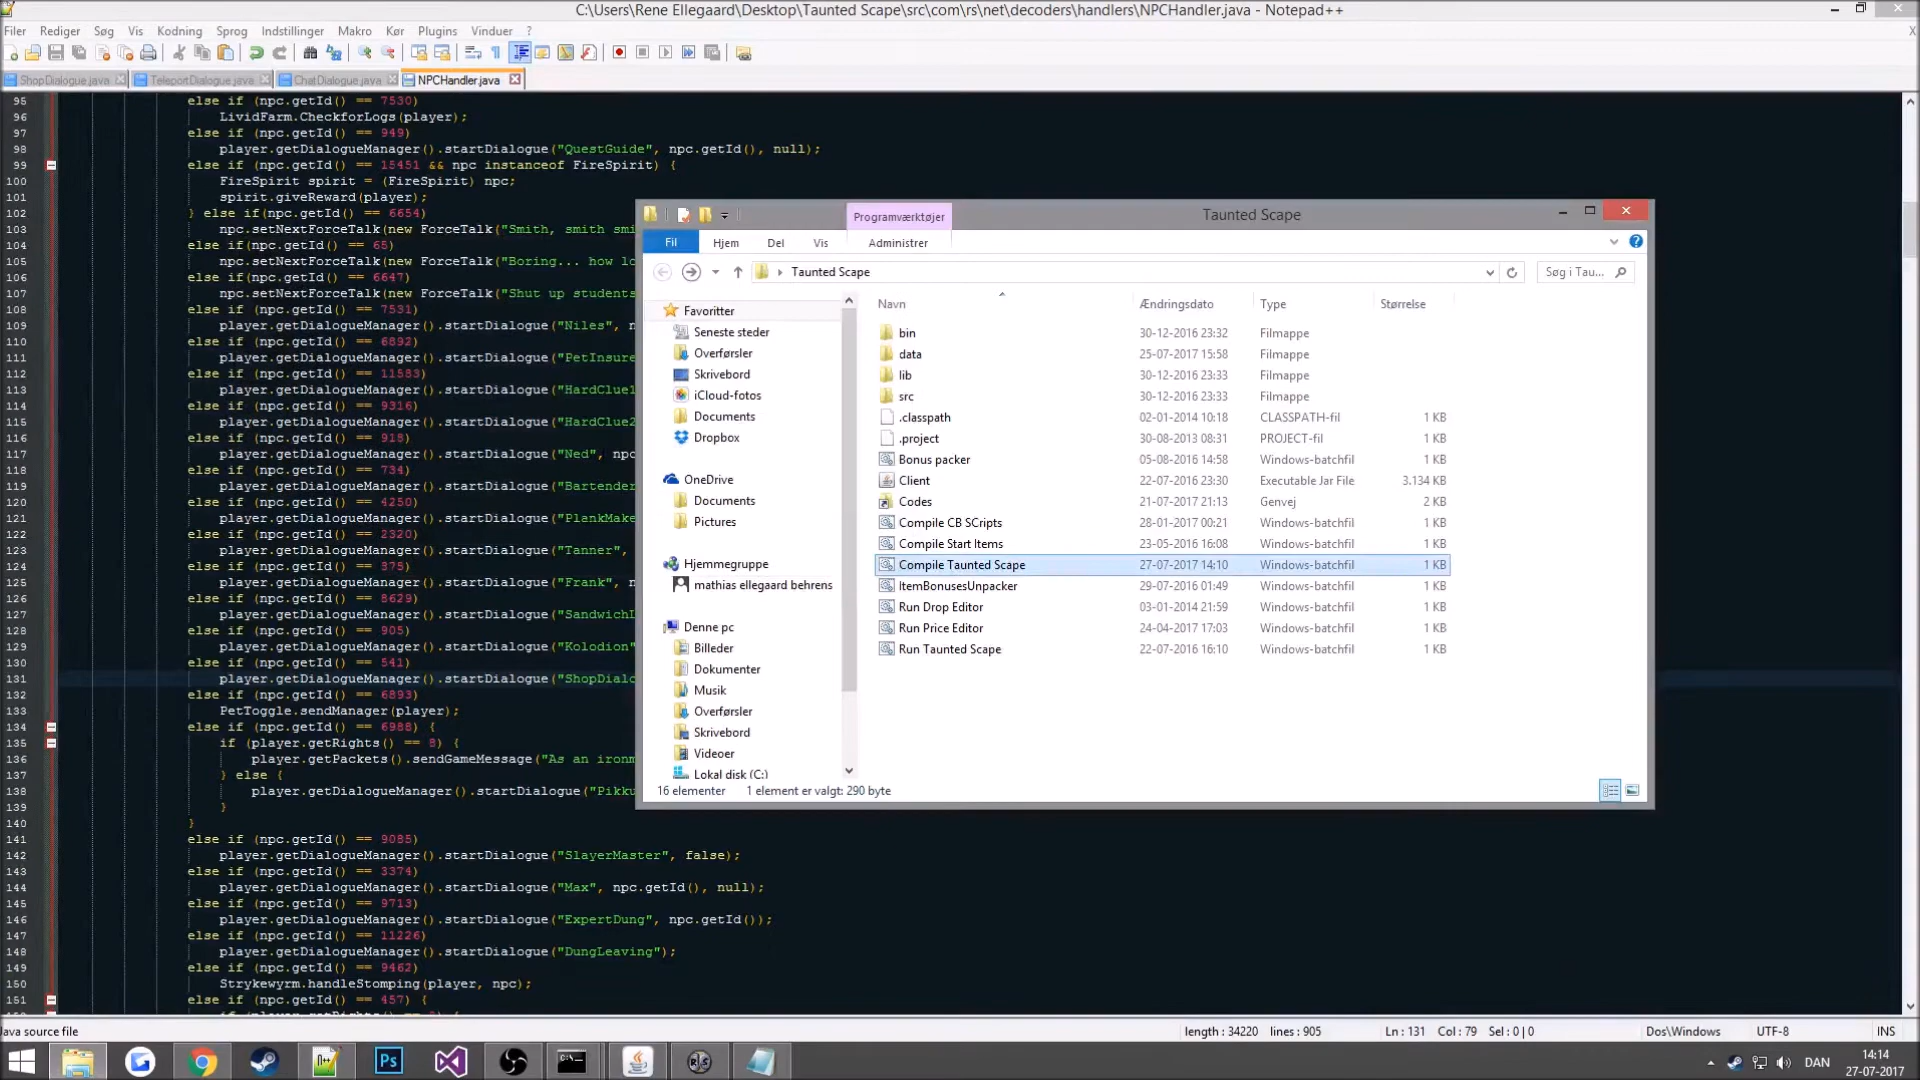 C:\Users\Rene Ellegaard\Desktop\Taunted Scape\src\com\rs\net\decoders\handlers\NPCHandler.java - Notepad++
Filer Rediger Søg Vis Kodning Sprog Indstillinger Makro Kør Plugins Vinduer ? X
ShopDialogue.java TeleportDialogue.java ChatDialogue.java NPCHandler.java
95 else if (npc.getId() == 7530)
96 LividFarm.CheckforLogs(player);
97 else if (npc.getId() == 949)
98 player.getDialogueManager().startDialogue("QuestGuide", npc.getId(), null);
99 else if (npc.getId() == 15451 && npc instanceof FireSpirit) {
100 FireSpirit spirit = (FireSpirit) npc;
101 spirit.giveReward(player);
102 } else if(npc.getId() == 6654)
103 npc.setNextForceTalk(new ForceTalk("Smith, smith smi
104 else if(npc.getId() == 65)
105 npc.setNextForceTalk(new ForceTalk("Boring... how lo
106 else if(npc.getId() == 6647)
107 npc.setNextForceTalk(new ForceTalk("Shut up students
108 else if (npc.getId() == 7531)
109 player.getDialogueManager().startDialogue("Niles", n
110 else if (npc.getId() == 6892)
111 player.getDialogueManager().startDialogue("PetInsure
112 else if (npc.getId() == 11583)
113 player.getDialogueManager().startDialogue("HardClue1
114 else if (npc.getId() == 9316)
115 player.getDialogueManager().startDialogue("HardClue2
116 else if (npc.getId() == 918)
117 player.getDialogueManager().startDialogue("Ned", npc
118 else if (npc.getId() == 734)
119 player.getDialogueManager().startDialogue("Bartender
120 else if (npc.getId() == 4250)
121 player.getDialogueManager().startDialogue("PlankMake
122 else if (npc.getId() == 2320)
123 player.getDialogueManager().startDialogue("Tanner",
124 else if (npc.getId() == 375)
125 player.getDialogueManager().startDialogue("Frank", n
126 else if (npc.getId() == 8629)
127 player.getDialogueManager().startDialogue("SandwichL
128 else if (npc.getId() == 905)
129 player.getDialogueManager().startDialogue("Kolodion"
130 else if (npc.getId() == 541)
131 player.getDialogueManager().startDialogue("ShopDialo
132 else if (npc.getId() == 6893)
133 PetToggle.sendManager(player);
134 else if (npc.getId() == 6988) {
135 if (player.getRights() == 8) {
136 player.getPackets().sendGameMessage("As an ironm
137 } else {
138 player.getDialogueManager().startDialogue("Pikku
139 }
140 }
141 else if (npc.getId() == 9085)
142 player.getDialogueManager().startDialogue("SlayerMaster", false);
143 else if (npc.getId() == 3374)
144 player.getDialogueManager().startDialogue("Max", npc.getId(), null);
145 else if (npc.getId() == 9713)
146 player.getDialogueManager().startDialogue("ExpertDung", npc.getId());
147 else if (npc.getId() == 11226)
148 player.getDialogueManager().startDialogue("DungLeaving");
149 else if (npc.getId() == 9462)
150 Strykewyrm.handleStomping(player, npc);
151 else if (npc.getId() == 457) {
Programværktøjer Taunted Scape
Fil Hjem Del Vis Administrer
Taunted Scape Søg i Tau...
Navn Ændringsdato Type Størrelse
Favoritter
Seneste steder
Overførsler
Skrivebord
iCloud-fotos
Documents
Dropbox
OneDrive
Documents
Pictures
Hjemmegruppe
mathias ellegaard behrens
Denne pc
Billeder
Dokumenter
Musik
Overførsler
Skrivebord
Videoer
Lokal disk (C:)
bin 30-12-2016 23:32 Filmappe
data 25-07-2017 15:58 Filmappe
lib 30-12-2016 23:33 Filmappe
src 30-12-2016 23:33 Filmappe
.classpath 02-01-2014 10:18 CLASSPATH-fil 1 KB
.project 30-08-2013 08:31 PROJECT-fil 1 KB
Bonus packer 05-08-2016 14:58 Windows-batchfil 1 KB
Client 22-07-2016 23:30 Executable Jar File 3.134 KB
Codes 21-07-2017 21:13 Genvej 2 KB
Compile CB SCripts 28-01-2017 00:21 Windows-batchfil 1 KB
Compile Start Items 23-05-2016 16:08 Windows-batchfil 1 KB
Compile Taunted Scape 27-07-2017 14:10 Windows-batchfil 1 KB
ItemBonusesUnpacker 29-07-2016 01:49 Windows-batchfil 1 KB
Run Drop Editor 03-01-2014 21:59 Windows-batchfil 1 KB
Run Price Editor 24-04-2017 17:03 Windows-batchfil 1 KB
Run Taunted Scape 22-07-2016 16:10 Windows-batchfil 1 KB
16 elementer 1 element er valgt: 290 byte
Java source file length : 34220 lines : 905 Ln : 131 Col : 79 Sel : 0 | 0 Dos\Windows UTF-8 INS
Ps DAN 14:14
27-07-2017